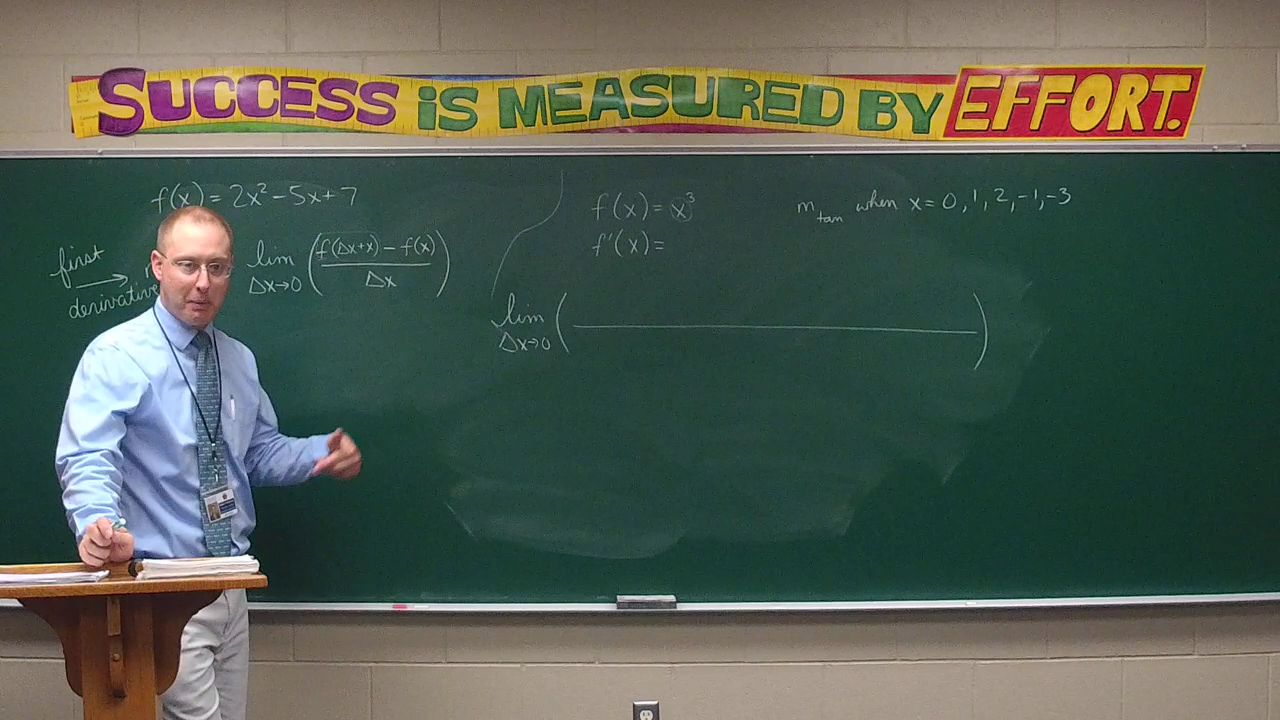 SUCCESS iS MEASURED BY EFFORT.
f(x) = 2x² - 5x + 7
first
derivative
lim Δx→0 (f(Δx+x) - f(x) / Δx)
f(x) = x³
f'(x) =
lim Δx→0 ( )
m tan when x = 0, 1, 2, -1, -3